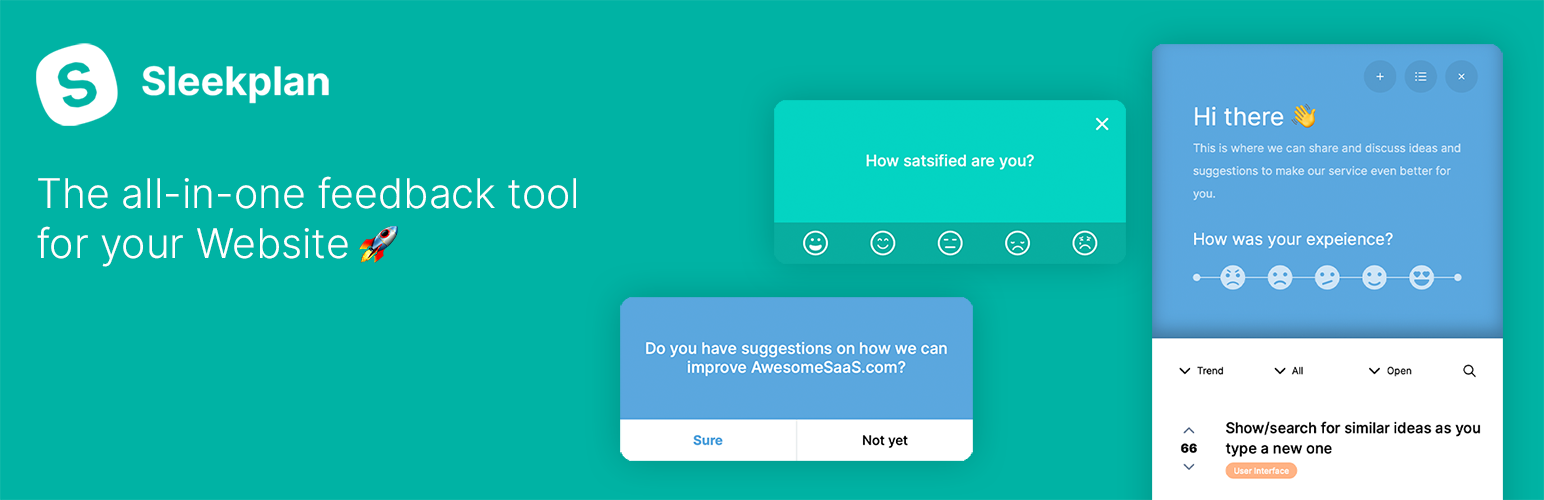 S
Sleekplan
The all-in-one feedback tool
for your Website 🚀
How satsified are you?
Do you have suggestions on how we can
improve AwesomeSaaS.com?
Sure
Not yet
Hi there 👋
This is where we can share and discuss ideas and
suggestions to make our service even better for
you.
How was your expeience?
Trend
All
Open
66
Show/search for similar ideas as you
type a new one
User Interface